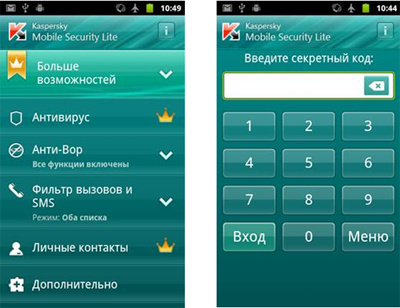 10:49
Kaspersky
Mobile Security Lite
i
Больше
возможностей
Антивирус
Анти-Вор
Все функции включены
Фильтр вызовов и
SMS
Режим: Оба списка
Личные контакты
Дополнительно
10:44
Kaspersky
Mobile Security Lite
i
Введите секретный код:
1 2 3
4 5 6
7 8 9
Вход 0 Меню